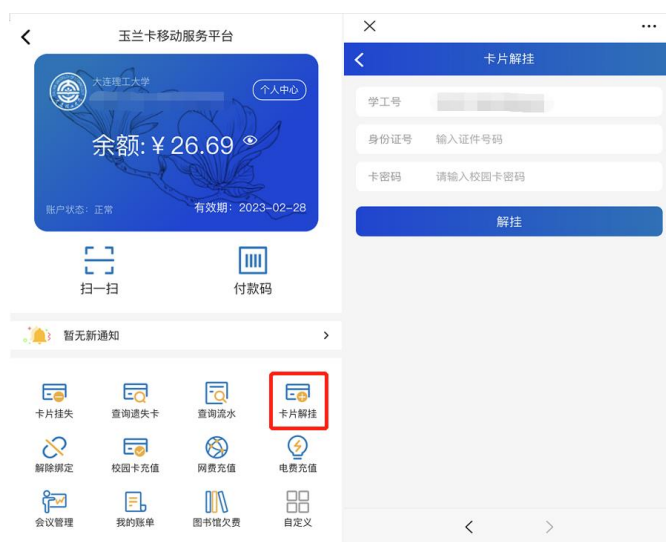 玉兰卡移动服务平台
大连理工大学
个人中心
余额:￥26.69
账户状态: 正常
有效期: 2023-02-28
扫一扫
付款码
暂无新通知
卡片挂失
查询遗失卡
查询流水
卡片解挂
解除绑定
校园卡充值
网费充值
电费充值
会议管理
我的账单
图书馆欠费
自定义
卡片解挂
学工号
身份证号 输入证件号码
卡密码 请输入校园卡密码
解挂